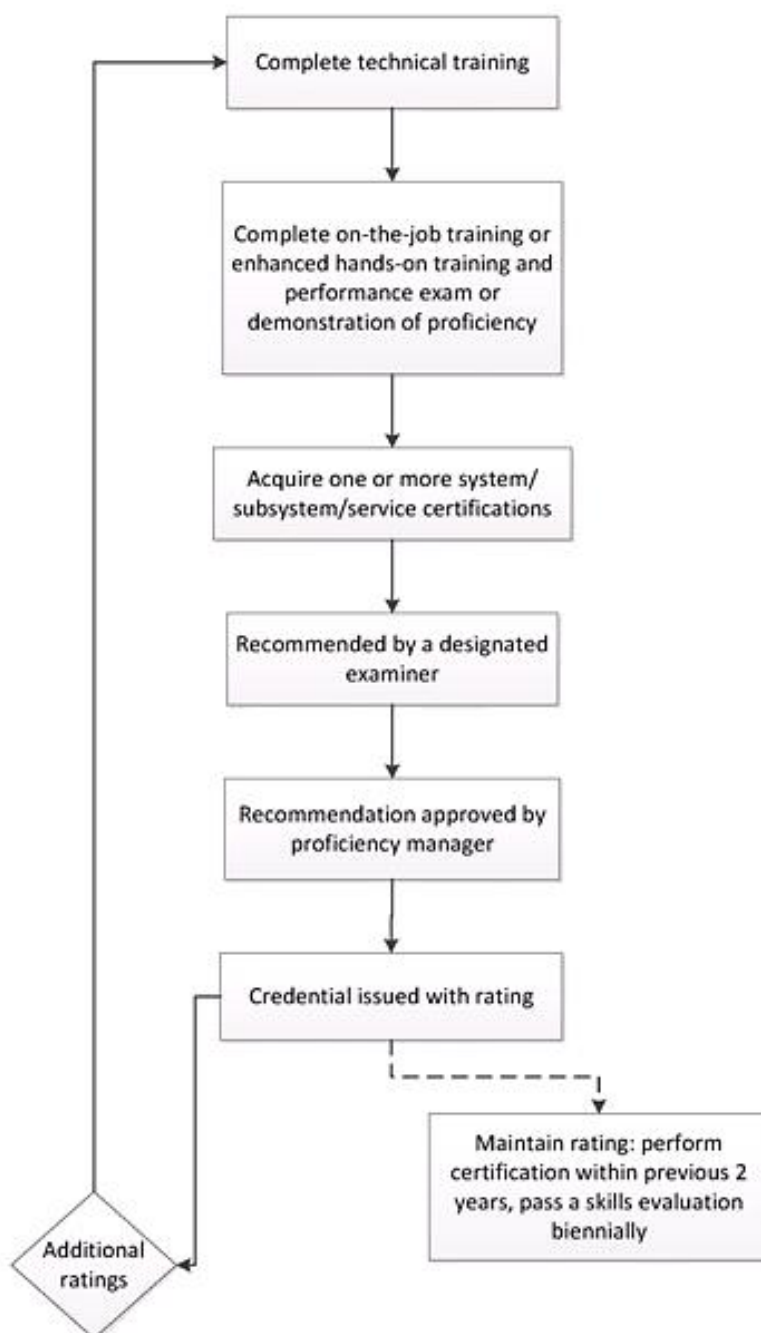 Complete technical training
Complete on-the-job training or
enhanced hands-on training and
performance exam or
demonstration of proficiency
Acquire one or more system/
subsystem/service certifications
Recommended by a designated
examiner
Recommendation approved by
proficiency manager
Credential issued with rating
Maintain rating: perform
certification within previous 2
years, pass a skills evaluation
biennially
Additional
ratings